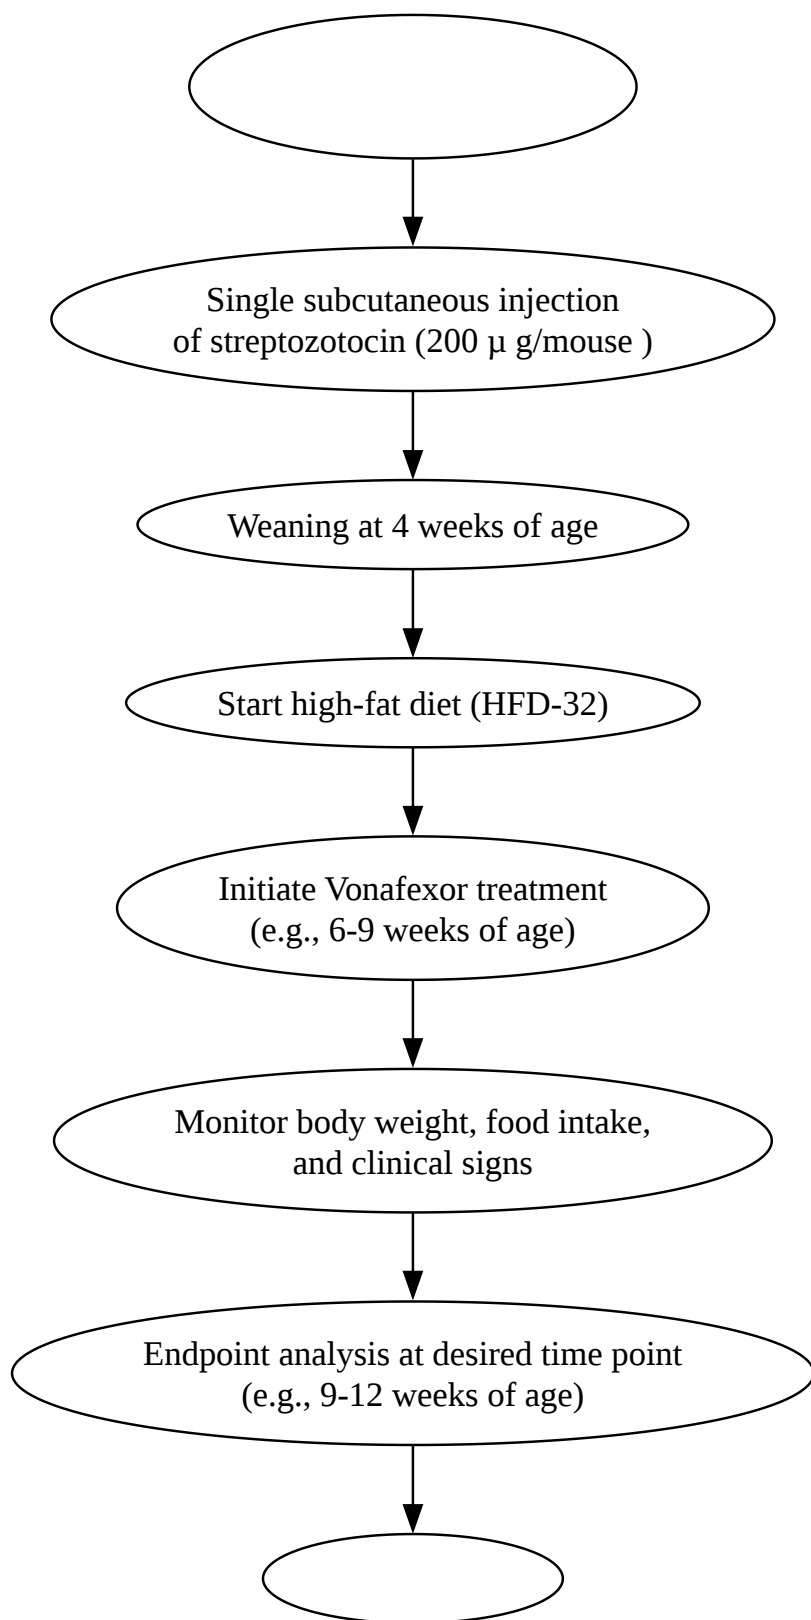 Single subcutaneous injection
of streptozotocin (200 µ g/mouse )
Weaning at 4 weeks of age
Start high-fat diet (HFD-32)
Initiate Vonafexor treatment
(e.g., 6-9 weeks of age)
Monitor body weight, food intake,
and clinical signs
Endpoint analysis at desired time point
(e.g., 9-12 weeks of age)